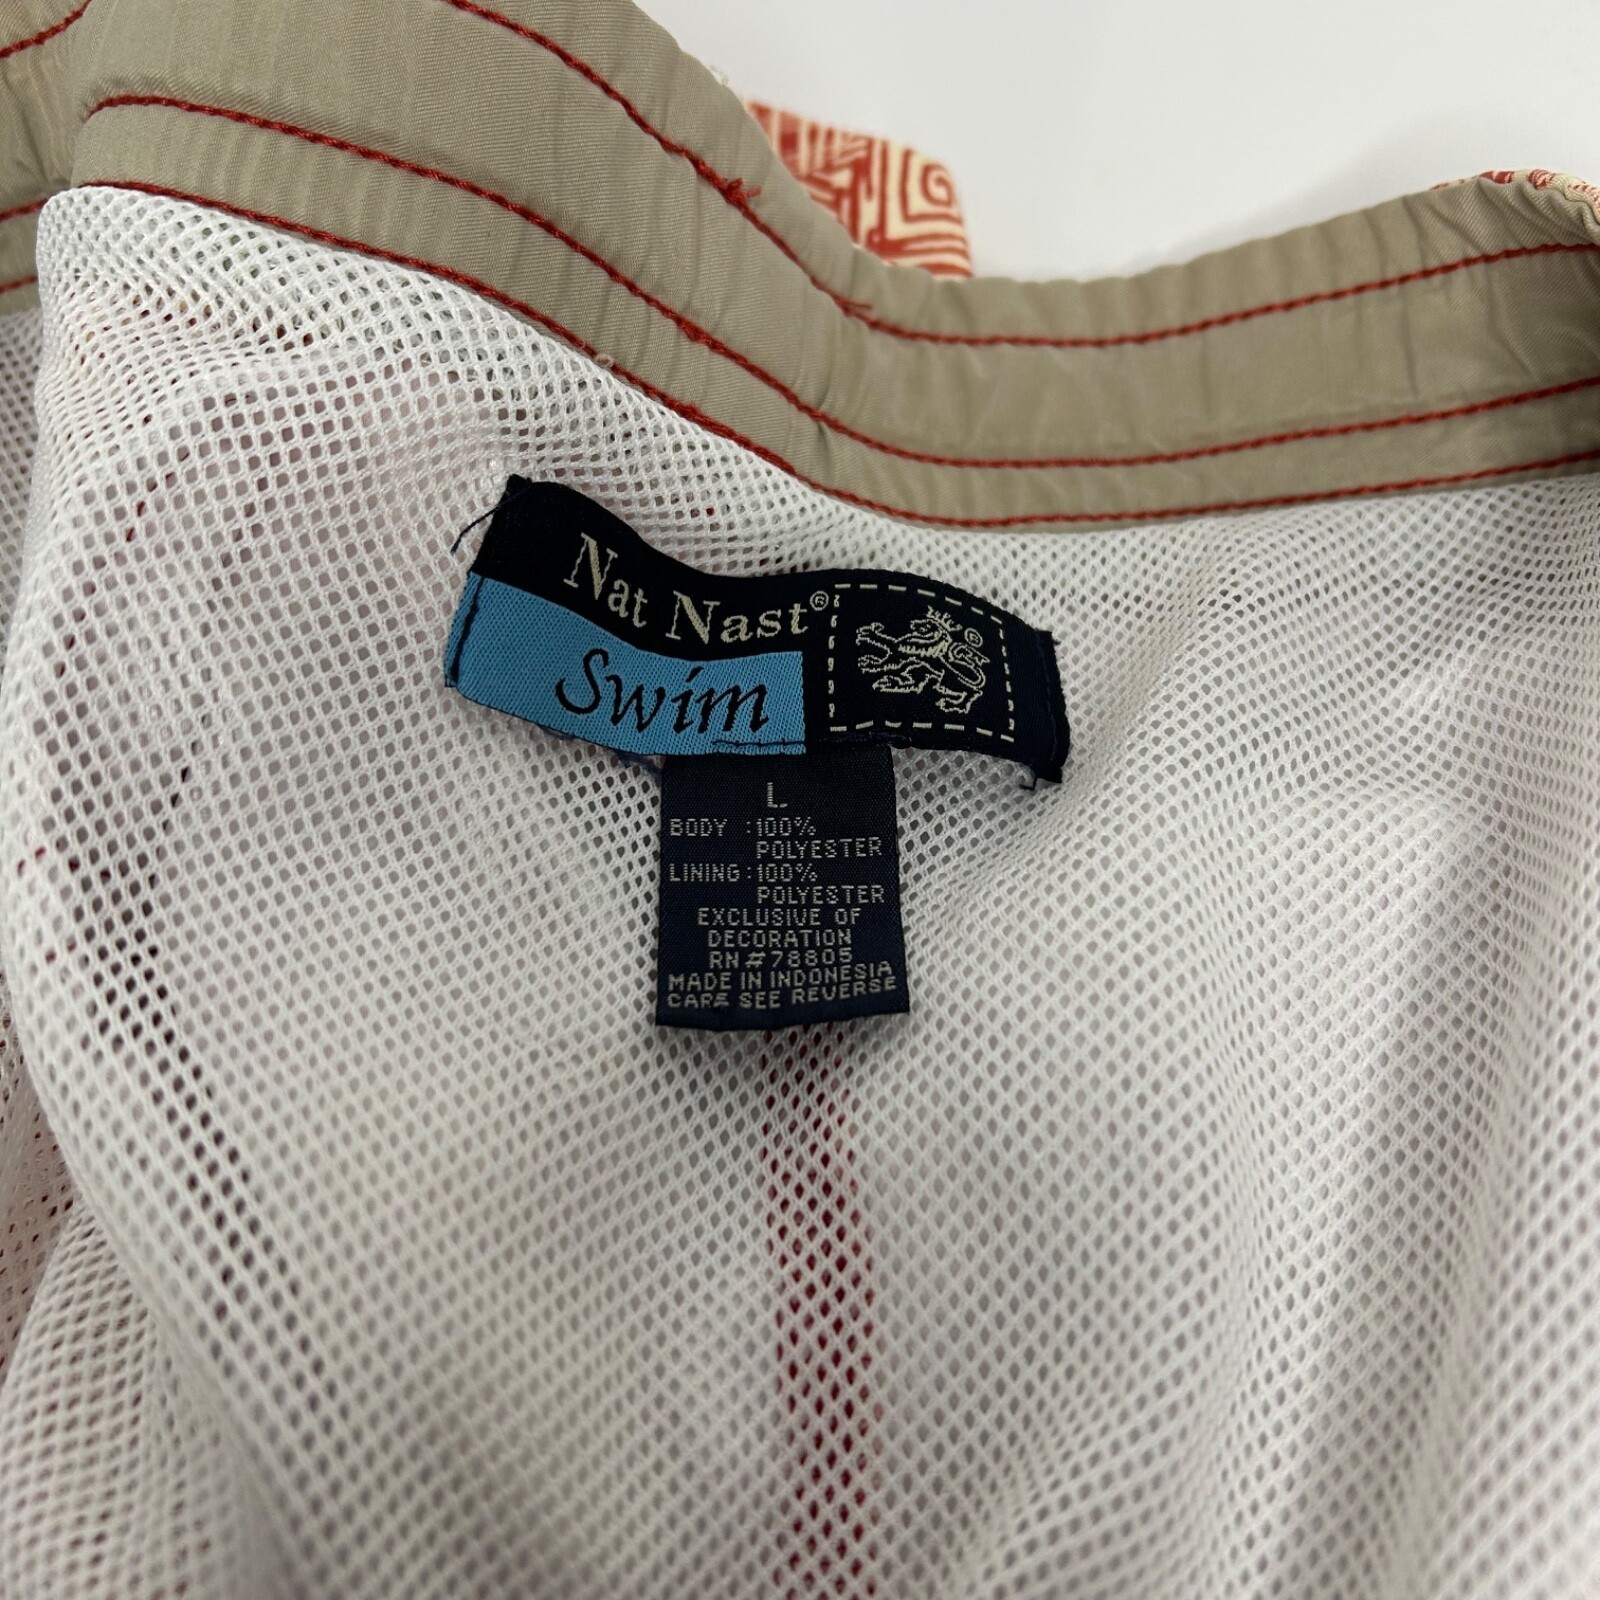 Nat Nast®
Swim
®
L
BODY :100%
POLYESTER
LINING:100%
POLYESTER
EXCLUSIVE OF
DECORATION
RN#78805
MADE IN INDONESIA
CARE SEE REVERSE